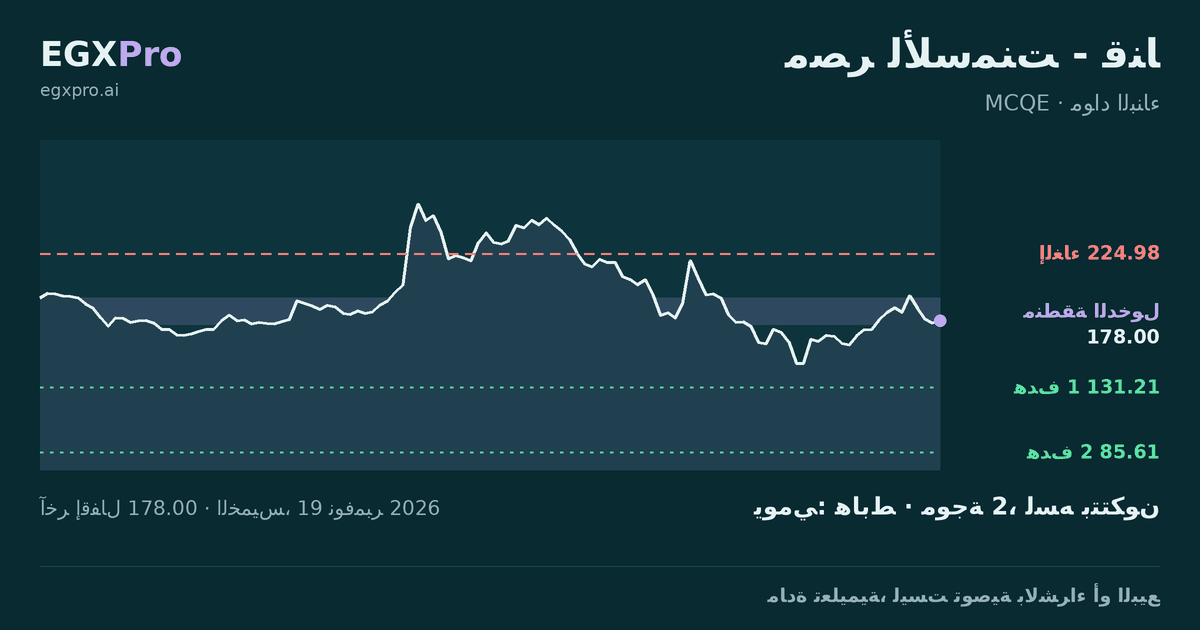 EGXPro
egxpro.ai
مصر للأسمنت - قنا
MCQE · مواد البناء
إلغاء 224.98
منطقة الدخول
178.00
هدف 1 131.21
هدف 2 85.61
يومي: هابط · موجة 2، لسه بتتكون
آخر إقفال 178.00 · الخميس، 19 نوفمبر 2026
مادة تعليمية، ليست توصية بالشراء أو البيع